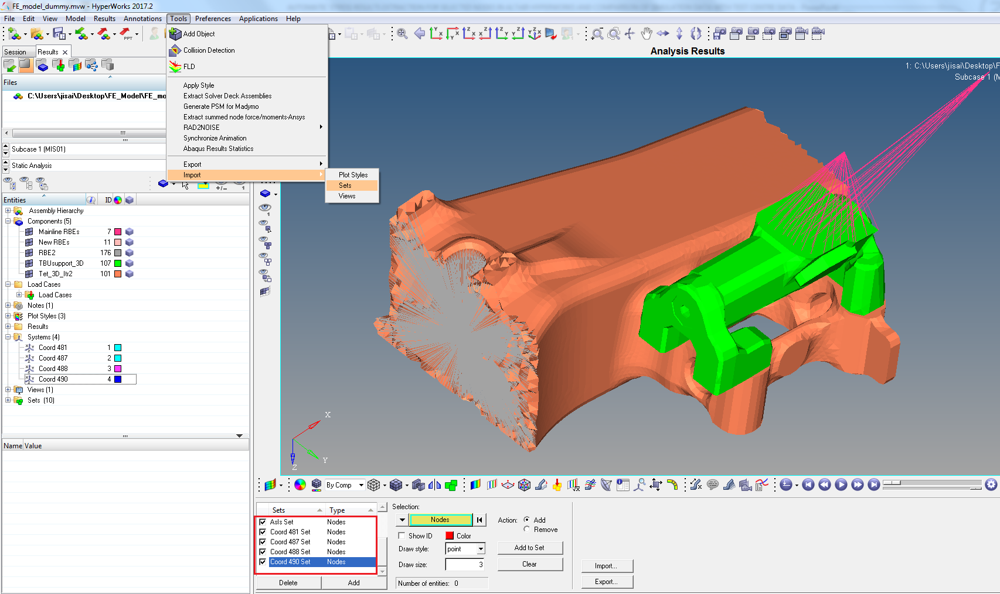 FE_model_dummy.mvw - HyperWorks 2017.2
File Edit View Model Results Annotations Tools Preferences Applications Help
PPT
Add Object
Collision Detection
FLD
Apply Style
Extract Solver Deck Assemblies
Generate PSM for Madymo
Extract summed node force/moments-Ansys
RAD2NOISE
Synchronize Animation
Abaqus Results Statistics
Export
Import
Plot Styles
Sets
Views
Session Results
Files
C:\Users\jisai\Desktop\FE_Model\FE_mo
Subcase 1 (MIS01)
Static Analysis
Entities ID
Assembly Hierarchy
Components (5)
Mainline RBEs 7
New RBEs 11
RBE2 176
TBUsupport_3D 107
Tet_3D_Itr2 101
Load Cases
Load Cases
Notes (1)
Plot Styles (3)
Results
Systems (4)
Coord 481 1
Coord 487 2
Coord 488 3
Coord 490 4
Views (1)
Sets (10)
Name Value
Analysis Results
1: C:\Users\jisai\Desktop\F
Subcase 1 (M
X
Y
Z
By Comp
Sets Type
AsIs Set Nodes
Coord 481 Set Nodes
Coord 487 Set Nodes
Coord 488 Set Nodes
Coord 490 Set Nodes
Delete Add
Selection:
Nodes
Show ID Color
Draw style: point
Draw size: 3
Number of entities: 0
Action: Add
Remove
Add to Set
Clear
Import...
Export...